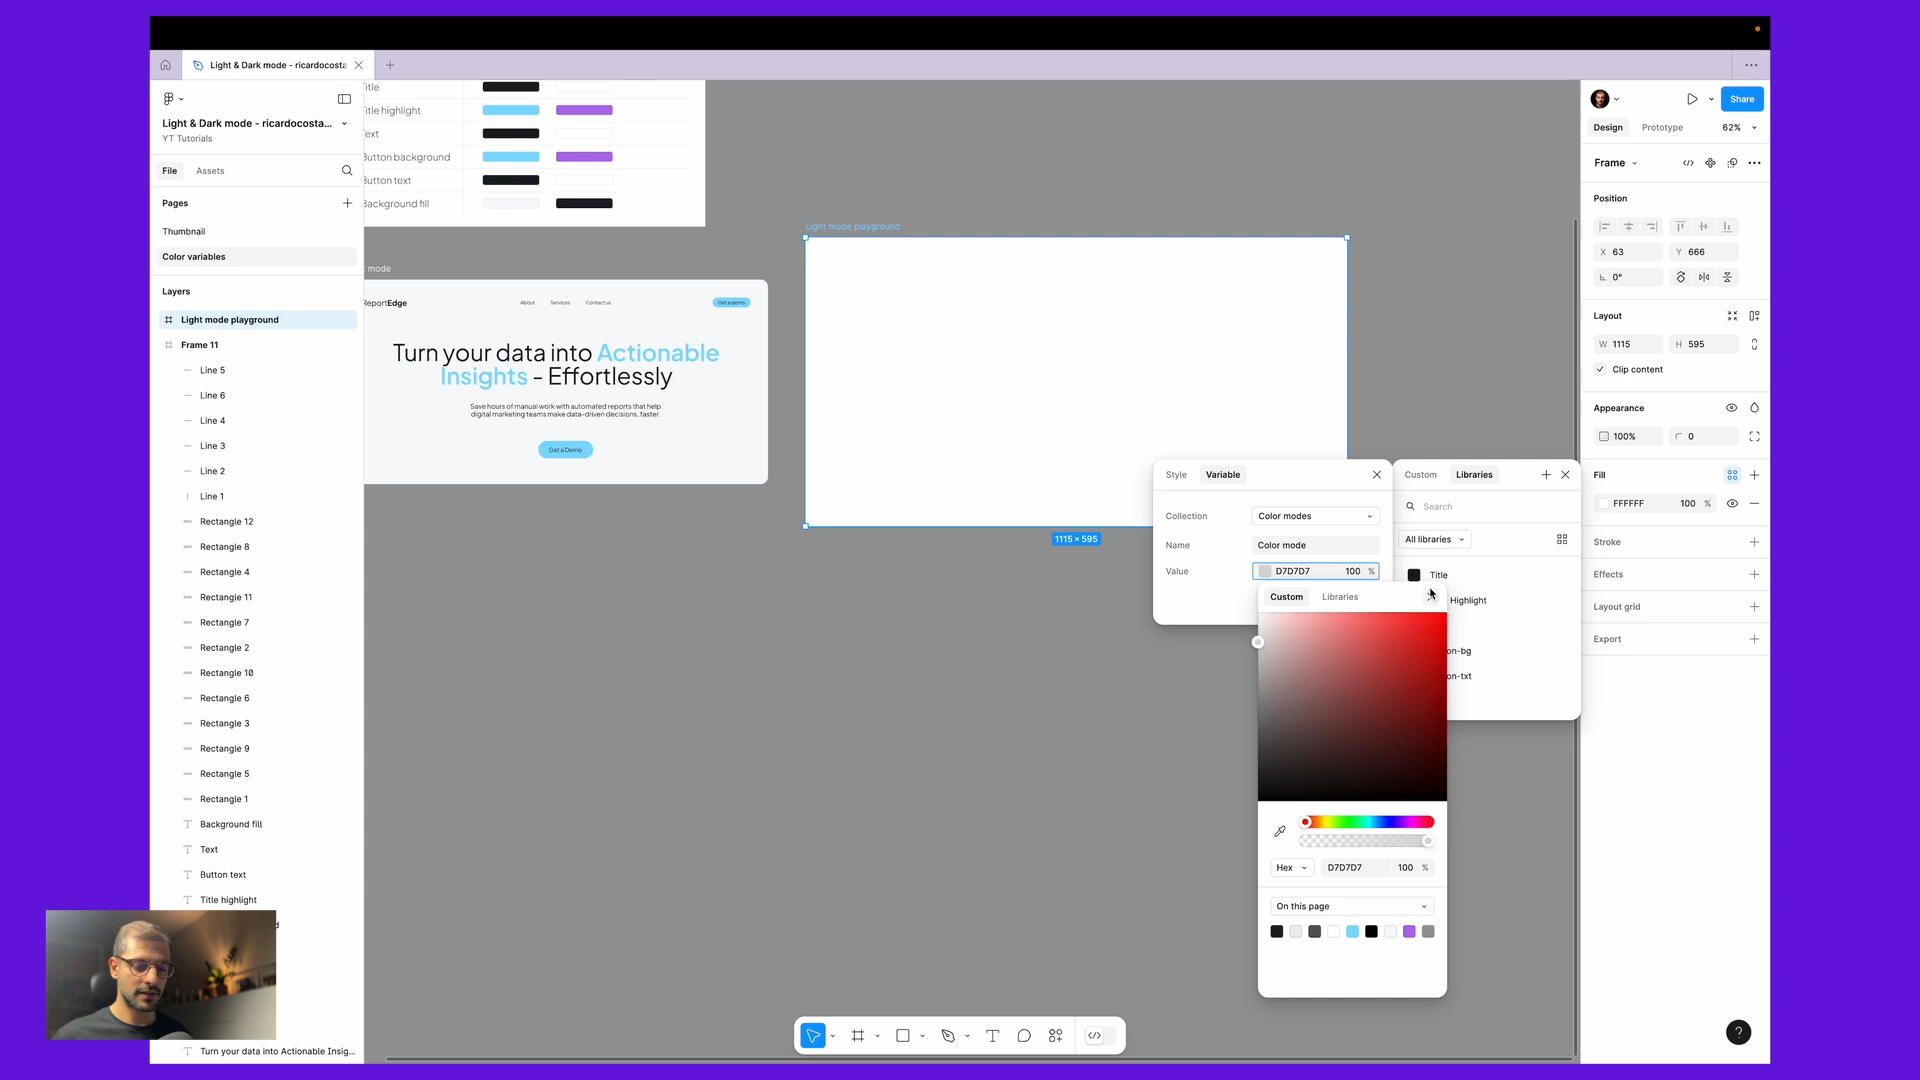 Light & Dark mode - ricardocosta
Light & Dark mode - ricardocosta...
YT Tutorials
File
Assets
Pages
Thumbnail
Color variables
Layers
Light mode playground
Frame 11
Line 5
Line 6
Line 4
Line 3
Line 2
Line 1
Rectangle 12
Rectangle 8
Rectangle 4
Rectangle 11
Rectangle 7
Rectangle 2
Rectangle 10
Rectangle 6
Rectangle 3
Rectangle 9
Rectangle 5
Rectangle 1
Background fill
Text
Button text
Title highlight
d
Turn your data into Actionable Insig...
Title
Title highlight
Text
Button background
Button text
Background fill
mode
ReportEdge
About
Services
Contact us
Get a demo
Turn your data into Actionable
Insights - Effortlessly
Save hours of manual work with automated reports that help
digital marketing teams make data-driven decisions, faster.
Get a Demo
Light mode playground
1115 × 595
Style
Variable
Collection
Color modes
Name
Color mode
Value
D7D7D7
100
%
Custom
Libraries
Search
All libraries
Title
Highlight
on-bg
on-txt
Custom
Libraries
Hex
D7D7D7
100
%
On this page
Share
Design
Prototype
62%
Frame
Position
X
63
Y
666
0°
Layout
W
1115
H
595
Clip content
Appearance
100%
0
Fill
FFFFFF
100
%
Stroke
Effects
Layout grid
Export
?